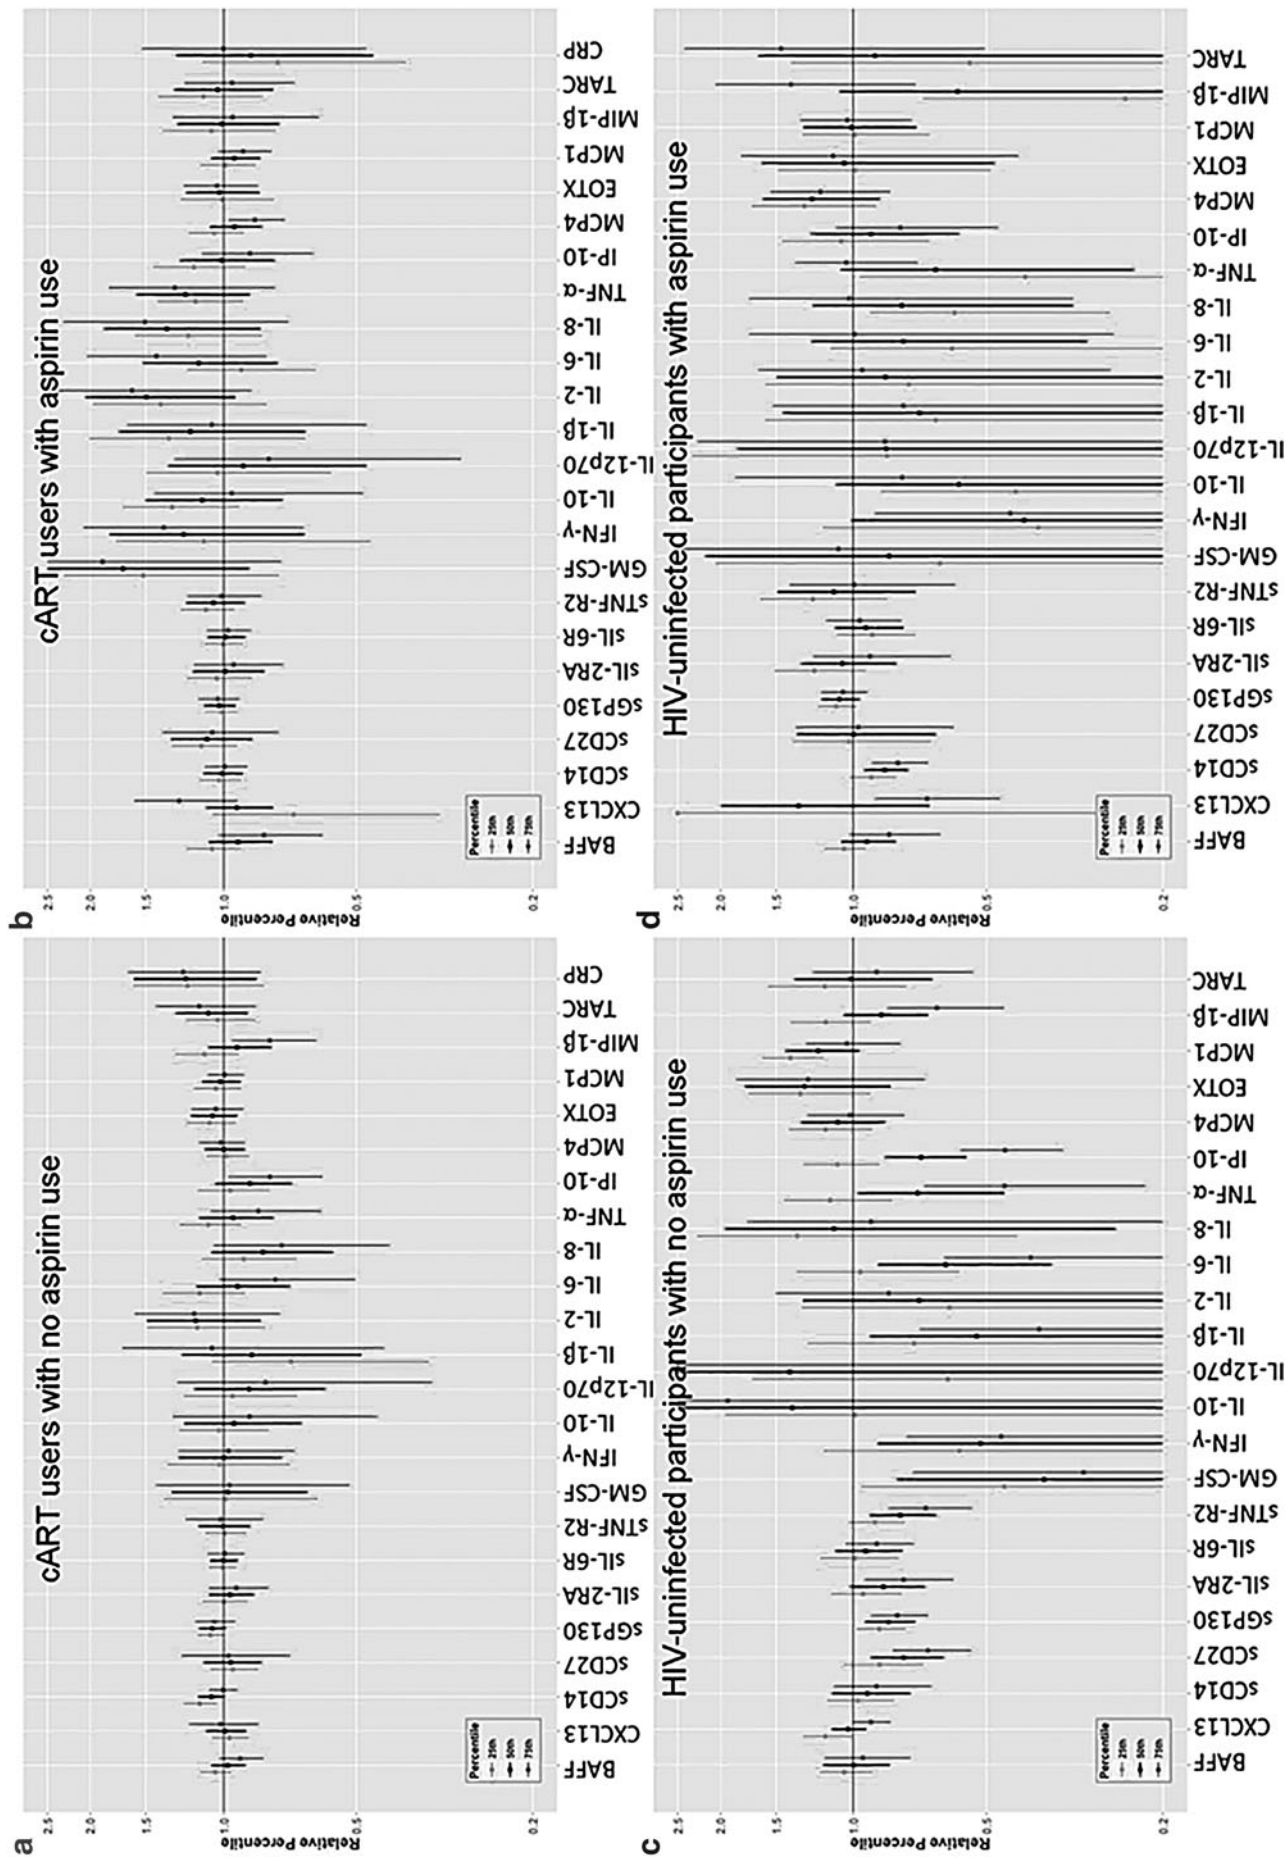 a
cART users with no aspirin use
2.5
2.0
1.5
1.0
0.5
0.2
Relative Percentile
Percentile
25th
50th
75th
BAFF
CXCL13
sCD14
sCD27
sGP130
sIL-2RA
sIL-6R
sTNF-R2
GM-CSF
IFN-γ
IL-10
IL-12p70
IL-1β
IL-2
IL-6
IL-8
TNF-α
IP-10
MCP4
EOTX
MCP1
MIP-1β
TARC
CRP
b
cART users with aspirin use
2.5
2.0
1.5
1.0
0.5
0.2
Relative Percentile
Percentile
25th
50th
75th
BAFF
CXCL13
sCD14
sCD27
sGP130
sIL-2RA
sIL-6R
sTNF-R2
GM-CSF
IFN-γ
IL-10
IL-12p70
IL-1β
IL-2
IL-6
IL-8
TNF-α
IP-10
MCP4
EOTX
MCP1
MIP-1β
TARC
CRP
c
HIV-uninfected participants with no aspirin use
2.5
2.0
1.5
1.0
0.5
0.2
Relative Percentile
Percentile
25th
50th
75th
BAFF
CXCL13
sCD14
sCD27
sGP130
sIL-2RA
sIL-6R
sTNF-R2
GM-CSF
IFN-γ
IL-10
IL-12p70
IL-1β
IL-2
IL-6
IL-8
TNF-α
IP-10
MCP4
EOTX
MCP1
MIP-1β
TARC
d
HIV-uninfected participants with aspirin use
2.5
2.0
1.5
1.0
0.5
0.2
Relative Percentile
Percentile
25th
50th
75th
BAFF
CXCL13
sCD14
sCD27
sGP130
sIL-2RA
sIL-6R
sTNF-R2
GM-CSF
IFN-γ
IL-10
IL-12p70
IL-1β
IL-2
IL-6
IL-8
TNF-α
IP-10
MCP4
EOTX
MCP1
MIP-1β
TARC